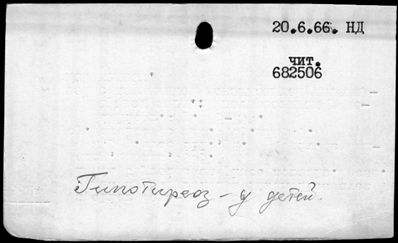 20.6.66. НД
чит.
682506
Гипотиреоз - у детей.